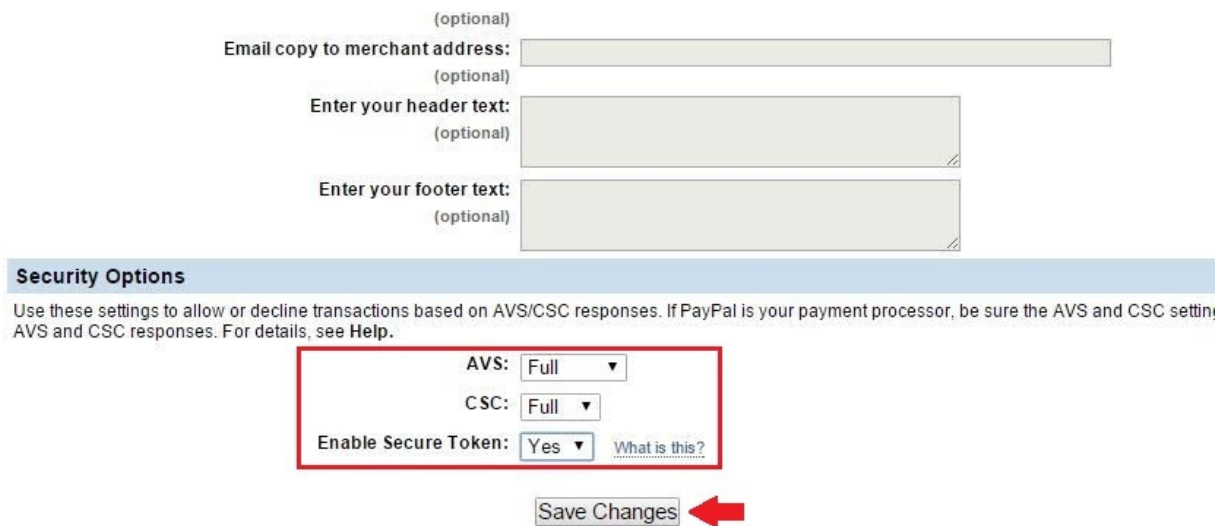 (optional)
Email copy to merchant address:
(optional)
Enter your header text:
(optional)
Enter your footer text:
(optional)
Security Options
Use these settings to allow or decline transactions based on AVS/CSC responses. If PayPal is your payment processor, be sure the AVS and CSC
AVS and CSC responses. For details, see Help.
AVS: Full
CSC: Full
Enable Secure Token: Yes What is this?
Save Changes